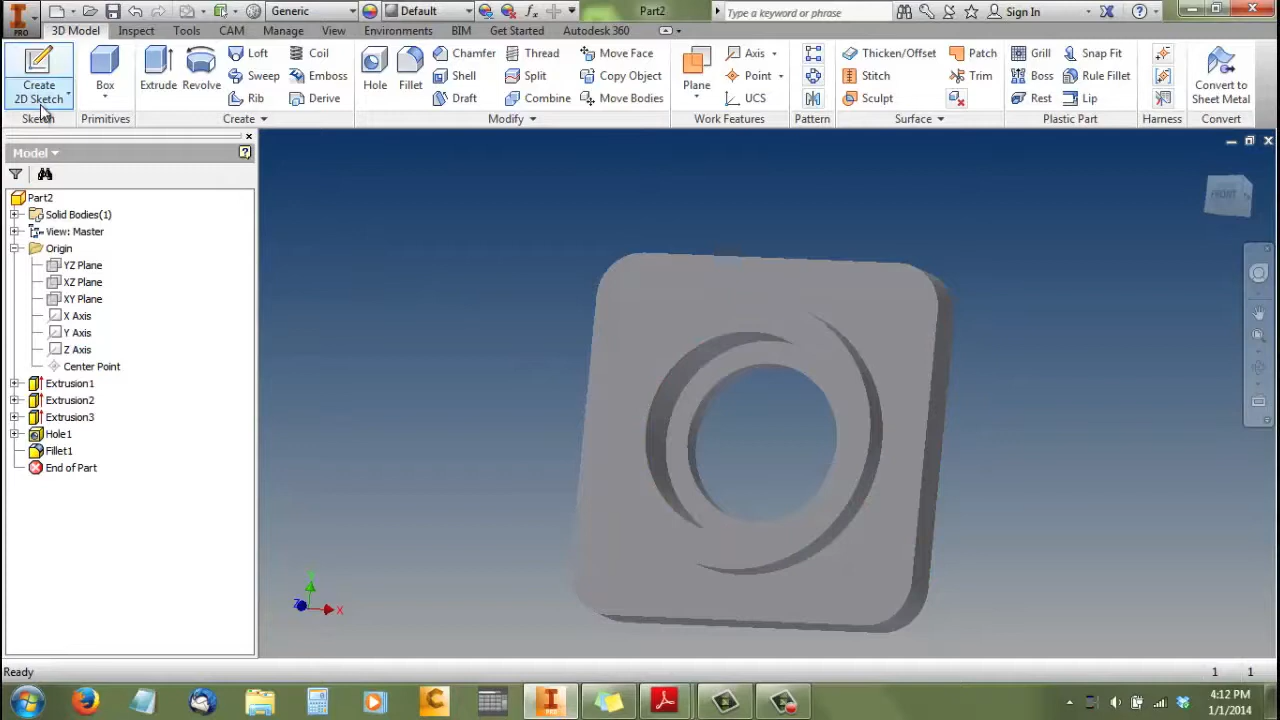 Generic
Default
Part2
Type a keyword or phrase
Sign In
PRO
3D Model
Inspect
Tools
CAM
Manage
View
Environments
BIM
Get Started
Autodesk 360
Create
2D Sketch
Box
Extrude
Revolve
Loft
Sweep
Rib
Coil
Emboss
Derive
Hole
Fillet
Chamfer
Shell
Draft
Thread
Split
Combine
Move Face
Copy Object
Move Bodies
Plane
Axis
Point
UCS
Thicken/Offset
Stitch
Sculpt
Patch
Trim
Grill
Boss
Rest
Snap Fit
Rule Fillet
Lip
Convert to
Sheet Metal
Primitives
Create
Modify
Work Features
Pattern
Surface
Plastic Part
Harness
Convert
Model
Part2
Solid Bodies(1)
View: Master
Origin
YZ Plane
XZ Plane
XY Plane
X Axis
Y Axis
Z Axis
Center Point
Extrusion1
Extrusion2
Extrusion3
Hole1
Fillet1
End of Part
FRONT
X
Ready
1
1
4:12 PM
1/1/2014